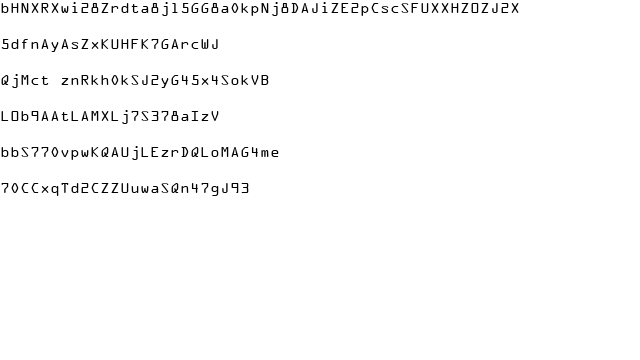 bHNXRXwi28Zrdta8jl5GG8a0kpNj8DAJiZE2pCscSFUXXHZOZJ2X
5dfnAyAsZxKUHFK7GArcWJ
QjMct znRkh0kSJ2yG45x4SokVB
LOb9AAtLAMXLj7S378aIzV
bbS770vpwKQAUjLEzrDQLoMAG4me
70CCxqTd2CZZUuwaSQn47gJ93